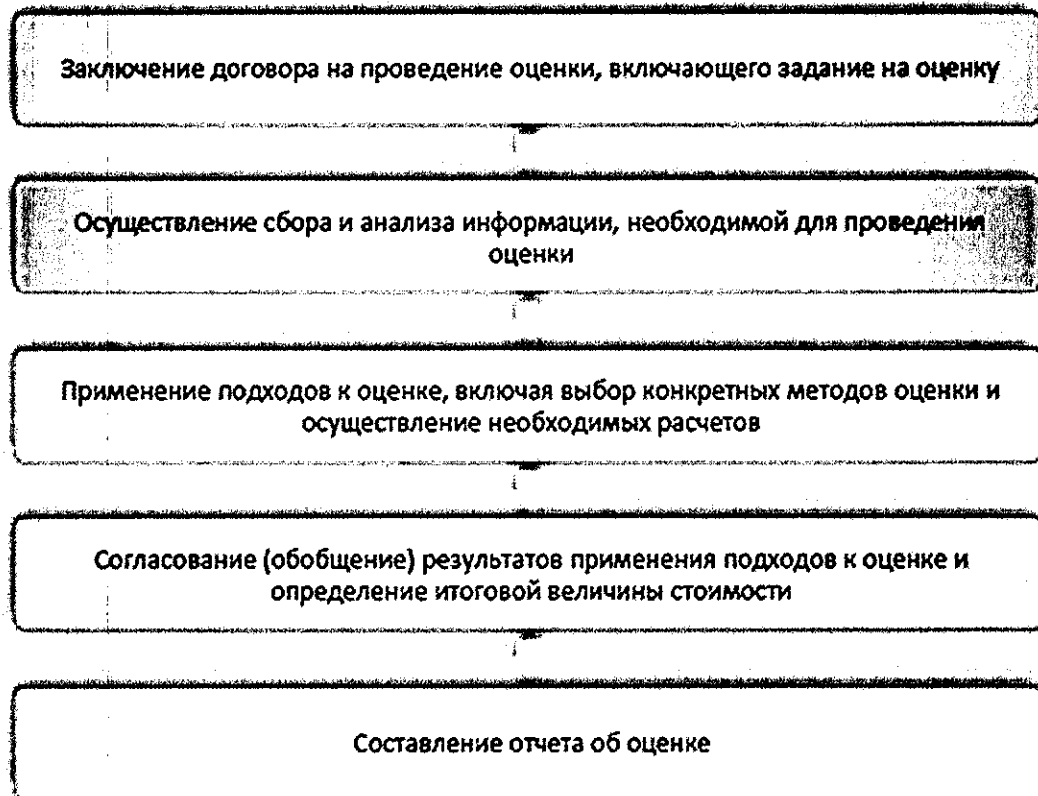 Заключение договора на проведение оценки, включающего задание на оценку
Осуществление сбора и анализа информации, необходимой для проведения
оценки
Применение подходов к оценке, включая выбор конкретных методов оценки и
осуществление необходимых расчетов
Согласование (обобщение) результатов применения подходов к оценке и
определение итоговой величины стоимости
Составление отчета об оценке